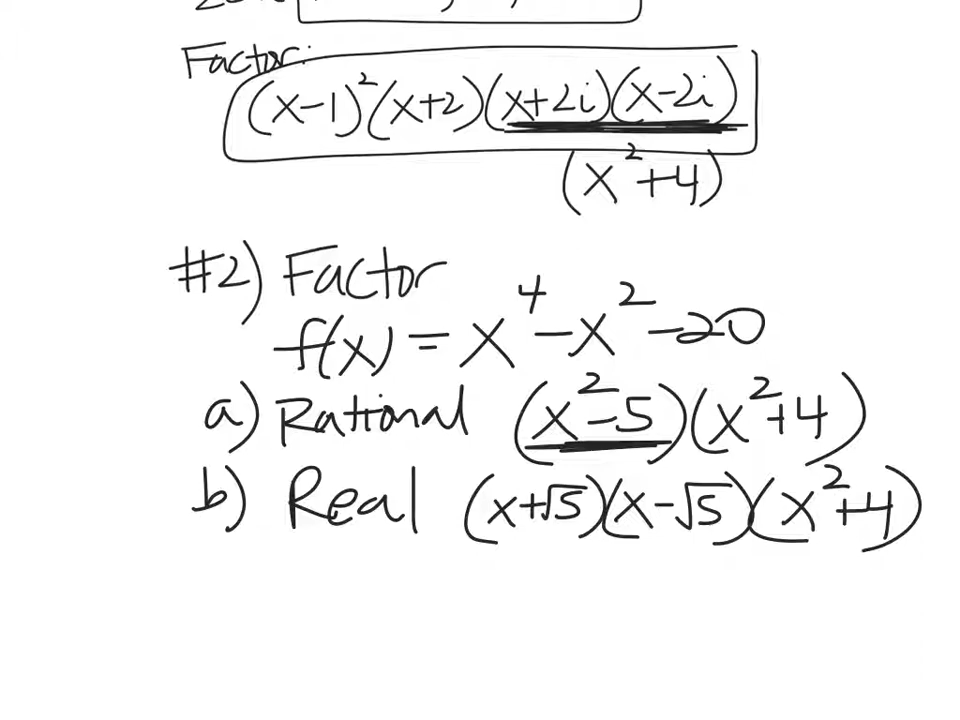 Factor:
(x-1)²(x+2)(x+2i)(x-2i)
(x²+4)
#2) Factor
f(x) = x⁴-x²-20
a) Rational (x²-5)(x²+4)
b) Real (x+√5)(x-√5)(x²+4)